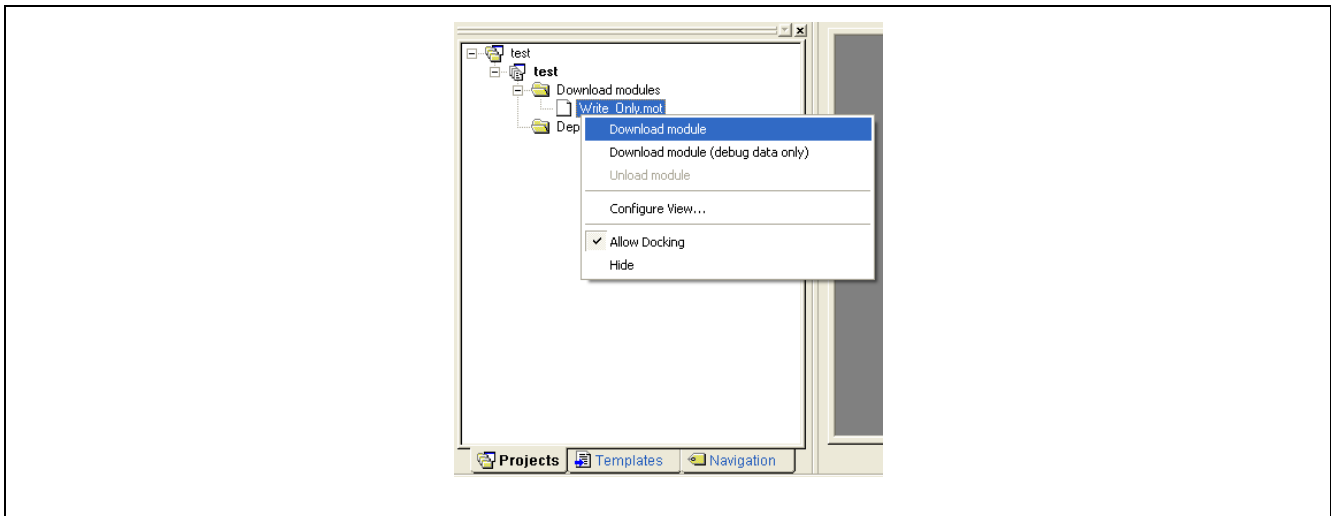 test
test
Download modules
Write_Only.mot
Dep
Download module
Download module (debug data only)
Unload module
Configure View...
Allow Docking
Hide
Projects Templates Navigation